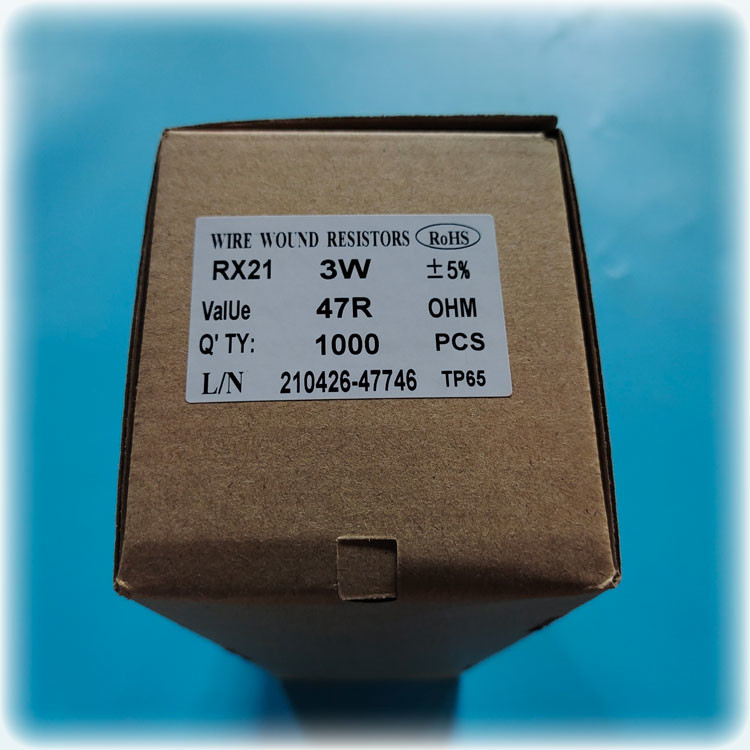 WIRE WOUND RESISTORS RoHS
RX21 3W ±5%
ValUe 47R OHM
Q' TY: 1000 PCS
L/N 210426-47746 TP65